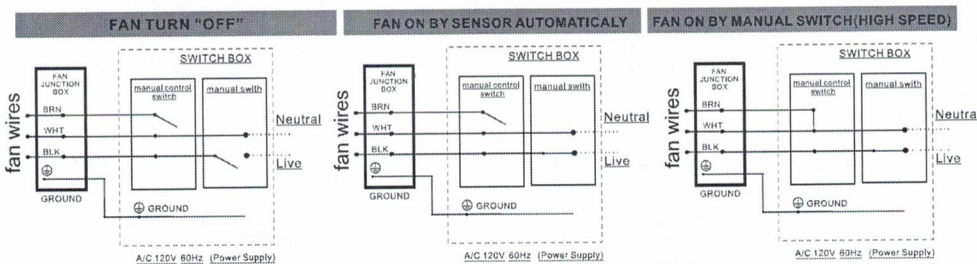 FAN TURN "OFF"
SWITCH BOX
FAN JUNCTION BOX
manual control switch
manual swith
BRN
WHT
BLK
fan wires
Neutral
Live
GROUND
GROUND
A/C 120V 60Hz (Power Supply)
FAN ON BY SENSOR AUTOMATICALY
SWITCH BOX
FAN JUNCTION BOX
manual control switch
manual swith
BRN
WHT
BLK
fan wires
Neutral
Live
GROUND
GROUND
A/C 120V 60Hz (Power Supply)
FAN ON BY MANUAL SWITCH(HIGH SPEED)
SWITCH BOX
FAN JUNCTION BOX
manual control switch
manual swith
BRN
WHT
BLK
fan wires
Neutra
Live
GROUND
GROUND
A/C 120V 60Hz (Power Supply)